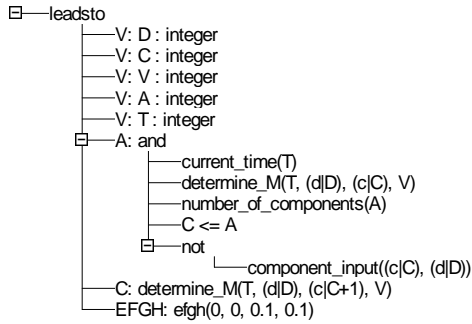 leadsto
V: D : integer
V: C : integer
V: V : integer
V: A : integer
V: T : integer
A: and
current_time(T)
determine_M(T, (d|D), (c|C), V)
number_of_components(A)
C <= A
not
component_input((c|C), (d|D))
C: determine_M(T, (d|D), (c|C+1), V)
EFGH: efgh(0, 0, 0.1, 0.1)